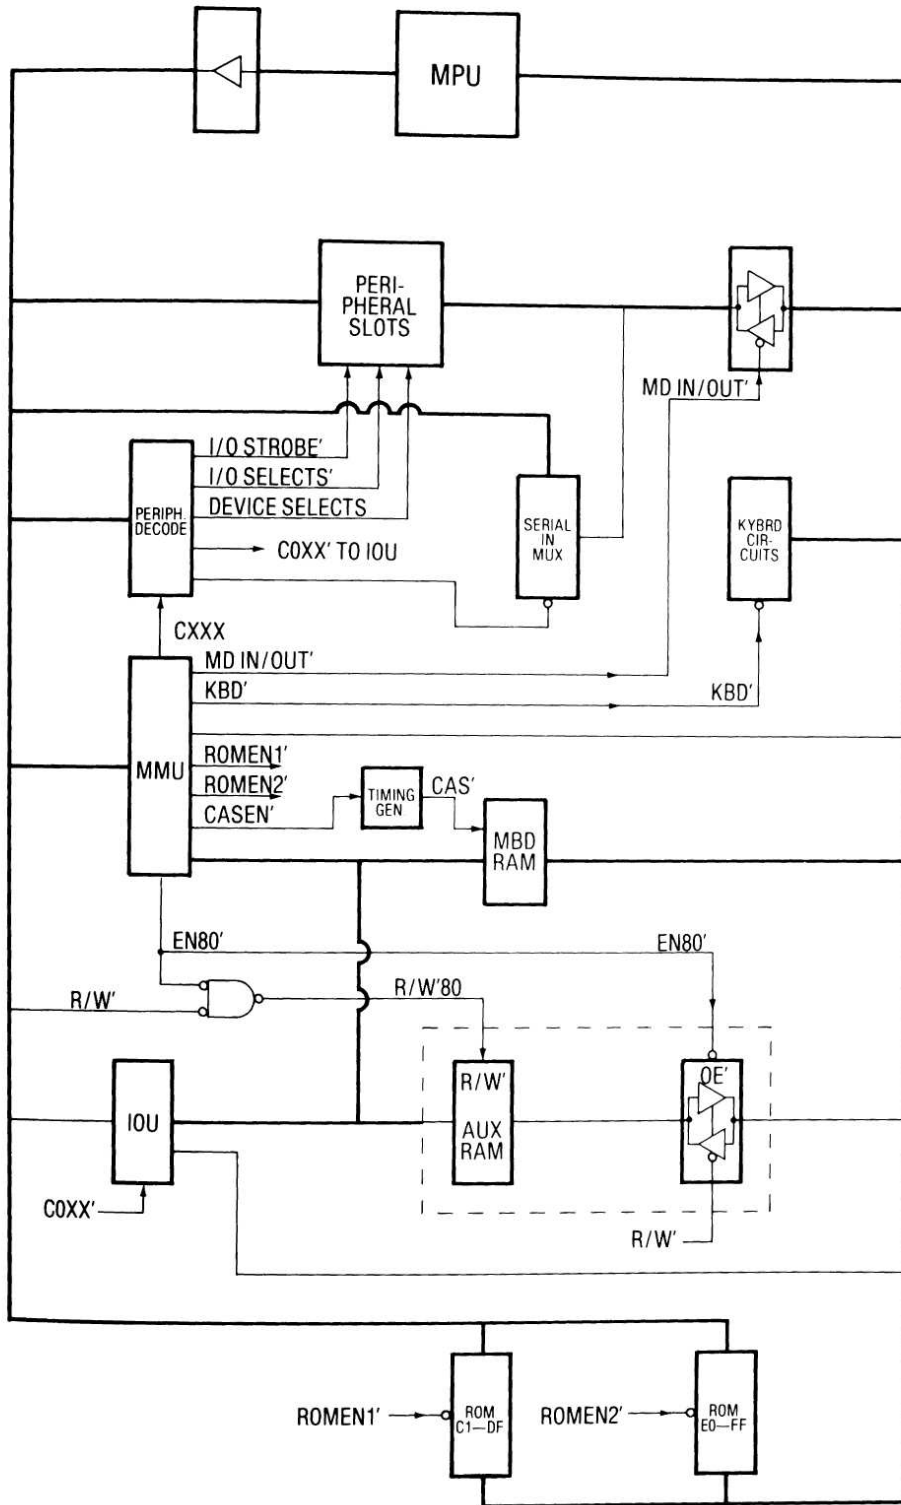 MPU
PERI-
PHERAL
SLOTS
MD IN/OUT'
I/O STROBE'
I/O SELECTS'
DEVICE SELECTS
C0XX' TO IOU
PERIPH.
DECODE
SERIAL
IN
MUX
KYBRD
CIR-
CUITS
CXXX
MD IN/OUT'
KBD'
KBD'
MMU
ROMEN1'
ROMEN2'
CASEN'
TIMING
GEN
CAS'
MBD
RAM
EN80'
EN80'
R/W'
R/W'80
IOU
R/W'
AUX
RAM
OE'
C0XX'
R/W'
ROMEN1'
ROM
C1—DF
ROMEN2'
ROM
E0—FF